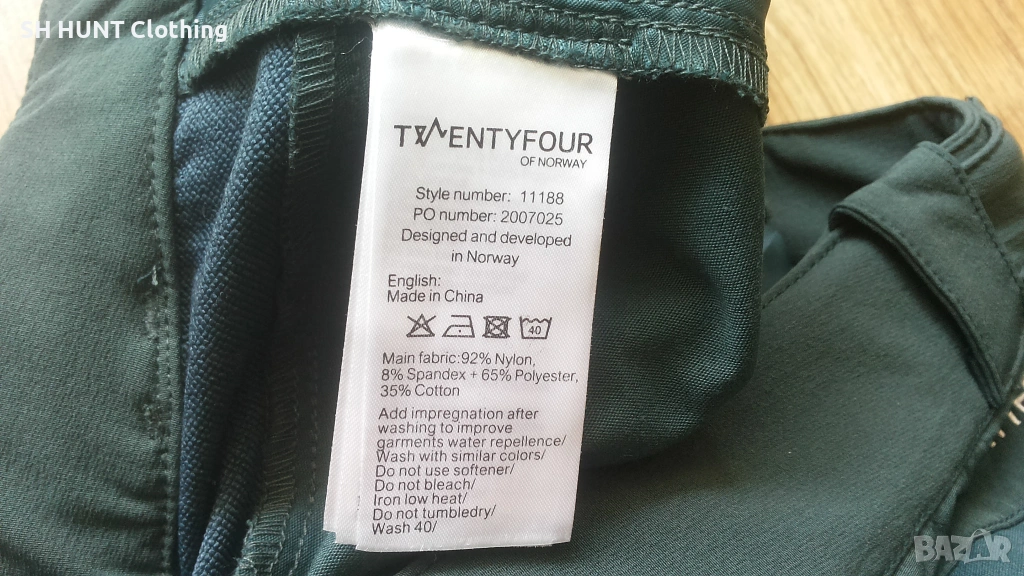 SH HUNT Clothing
TWENTYFOUR
OF NORWAY
Style number: 11188
PO number: 2007025
Designed and developed
in Norway
English:
Made in China
40
Main fabric:92% Nylon,
8% Spandex + 65% Polyester,
35% Cotton
Add impregnation after
washing to improve
garments water repellence/
Wash with similar colors/
Do not use softener/
Do not bleach/
Iron low heat/
Do not tumbledry/
Wash 40/
BAZAR